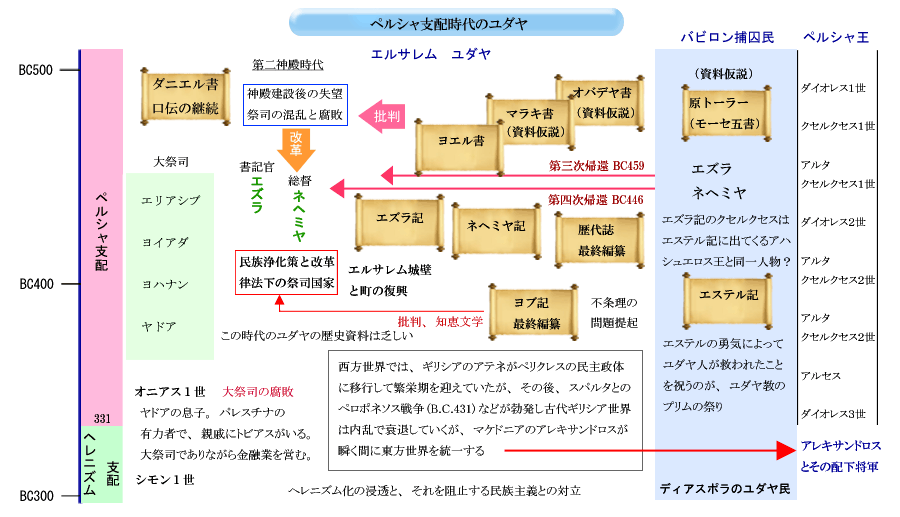 ペルシャ支配時代のユダヤ
エルサレム ユダヤ
バビロン捕囚民
ペルシャ王
BC500
BC400
BC300
ペルシャ支配
331
ヘレニズム
支配
ダニエル書
口伝の継続
第二神殿時代
神殿建設後の失望
祭司の混乱と腐敗
批判
オバデヤ書
(資料仮説)
マラキ書
(資料仮説)
ヨエル書
改革
書記官
エズラ
総督
ネヘミヤ
大祭司
エリアシブ
ヨイアダ
ヨハナン
ヤドア
第三次帰還 BC459
第四次帰還 BC446
エズラ記
ネヘミヤ記
歴代誌
最終編纂
民族浄化策と改革
律法下の祭司国家
エルサレム城壁
と町の復興
ヨブ記
最終編纂
不条理の
問題提起
批判、知恵文学
この時代のユダヤの歴史資料は乏しい
オニアス1世 大祭司の腐敗
ヤドアの息子。パレスチナの
有力者で、親戚にトビアスがいる。
大祭司でありながら金融業を営む。
シモン1世
西方世界では、ギリシアのアテネがペリクレスの民主政体
に移行して繁栄期を迎えていたが、その後、スパルタとの
ペロポネソス戦争(B.C.431)などが勃発し古代ギリシア世界
は内乱で衰退していくが、マケドニアのアレキサンドロスが
瞬く間に東方世界を統一する
ヘレニズム化の浸透と、それを阻止する民族主義との対立
(資料仮説)
原トーラー
(モーセ五書)
エズラ
ネヘミヤ
エズラ記のクセルクセスは
エステル記に出てくるアハ
シュエロス王と同一人物?
エステル記
エステルの勇気によって
ユダヤ人が救われたこと
を祝うのが、ユダヤ教の
プリムの祭り
ディアスポラのユダヤ民
ダイオレス1世
クセルクセス1世
アルタ
クセルクセス1世
ダイオレス2世
アルタ
クセルクセス2世
アルタ
クセルクセス2世
アルセス
ダイオレス3世
アレキサンドロス
とその配下将軍